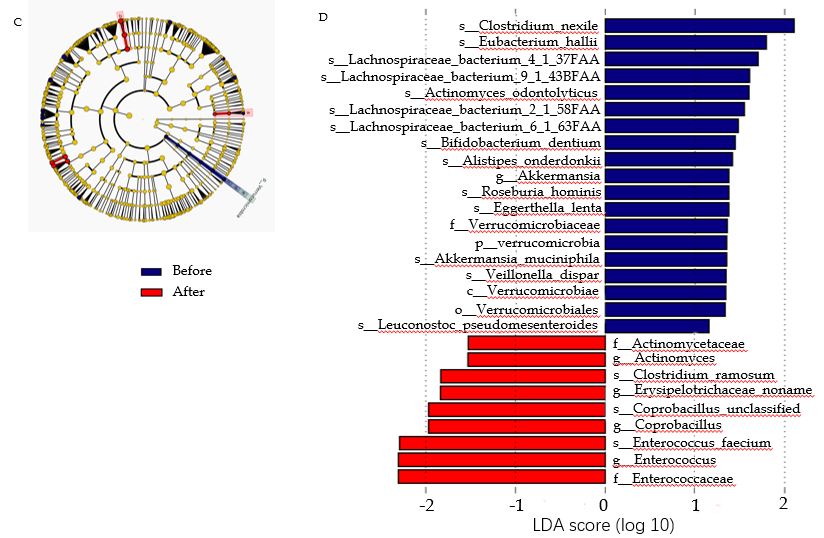 C
D
s__Clostridium_nexile
s__Eubacterium_hallii
s__Lachnospiraceae_bacterium_4_1_37FAA
s__Lachnospiraceae_bacterium_9_1_43BFAA
s__Actinomyces_odontolyticus
s__Lachnospiraceae_bacterium_2_1_58FAA
s__Lachnospiraceae_bacterium_6_1_63FAA
s__Bifidobacterium_dentium
s__Alistipes_onderdonkii
g__Akkermansia
s__Roseburia_hominis
s__Eggerthella_lenta
f__Verrucomicrobiaceae
p__verrucomicrobia
s__Akkermansia_muciniphila
s__Veillonella_dispar
c__Verrucomicrobiae
o__Verrucomicrobiales
s__Leuconostoc_pseudomesenteroides
f__Actinomycetaceae
g__Actinomyces
s__Clostridium_ramosum
g__Erysipelotrichaceae_noname
s__Coprobacillus_unclassified
g__Coprobacillus
s__Enterococcus_faecium
g__Enterococcus
f__Enterococcaceae
-2 -1 0 1 2
LDA score (log 10)
Before
After